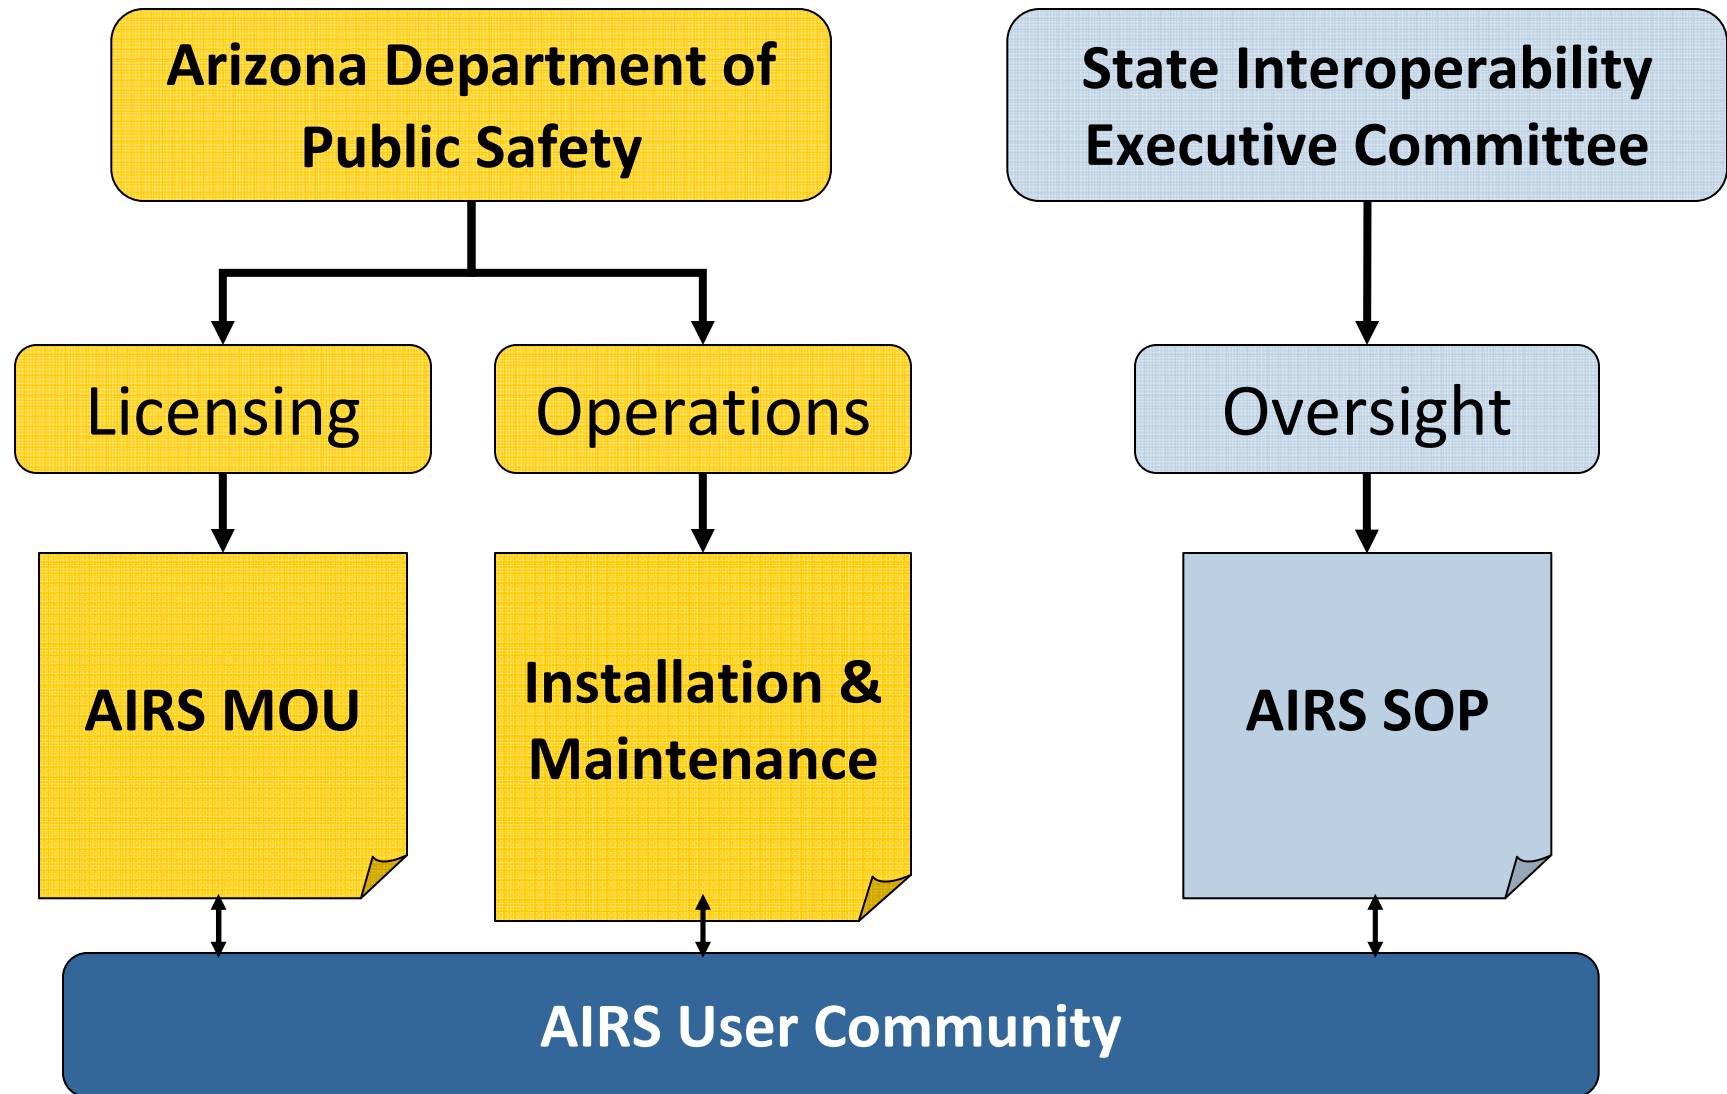 Arizona Department of
Public Safety
State Interoperability
Executive Committee
Licensing
Operations
Oversight
AIRS MOU
Installation &
Maintenance
AIRS SOP
AIRS User Community